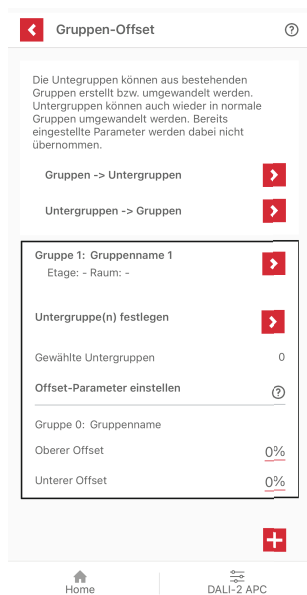 Gruppen-Offset
Die Untegruppen können aus bestehenden
Gruppen erstellt bzw. umgewandelt werden.
Untergruppen können auch wieder in normale
Gruppen umgewandelt werden. Bereits
eingestellte Parameter werden dabei nicht
übernommen.
Gruppen -> Untergruppen
Untergruppen -> Gruppen
Gruppe 1: Gruppenname 1
Etage: - Raum: -
Untergruppe(n) festlegen
Gewählte Untergruppen 0
Offset-Parameter einstellen
Gruppe 0: Gruppenname
Oberer Offset 0%
Unterer Offset 0%
Home DALI-2 APC